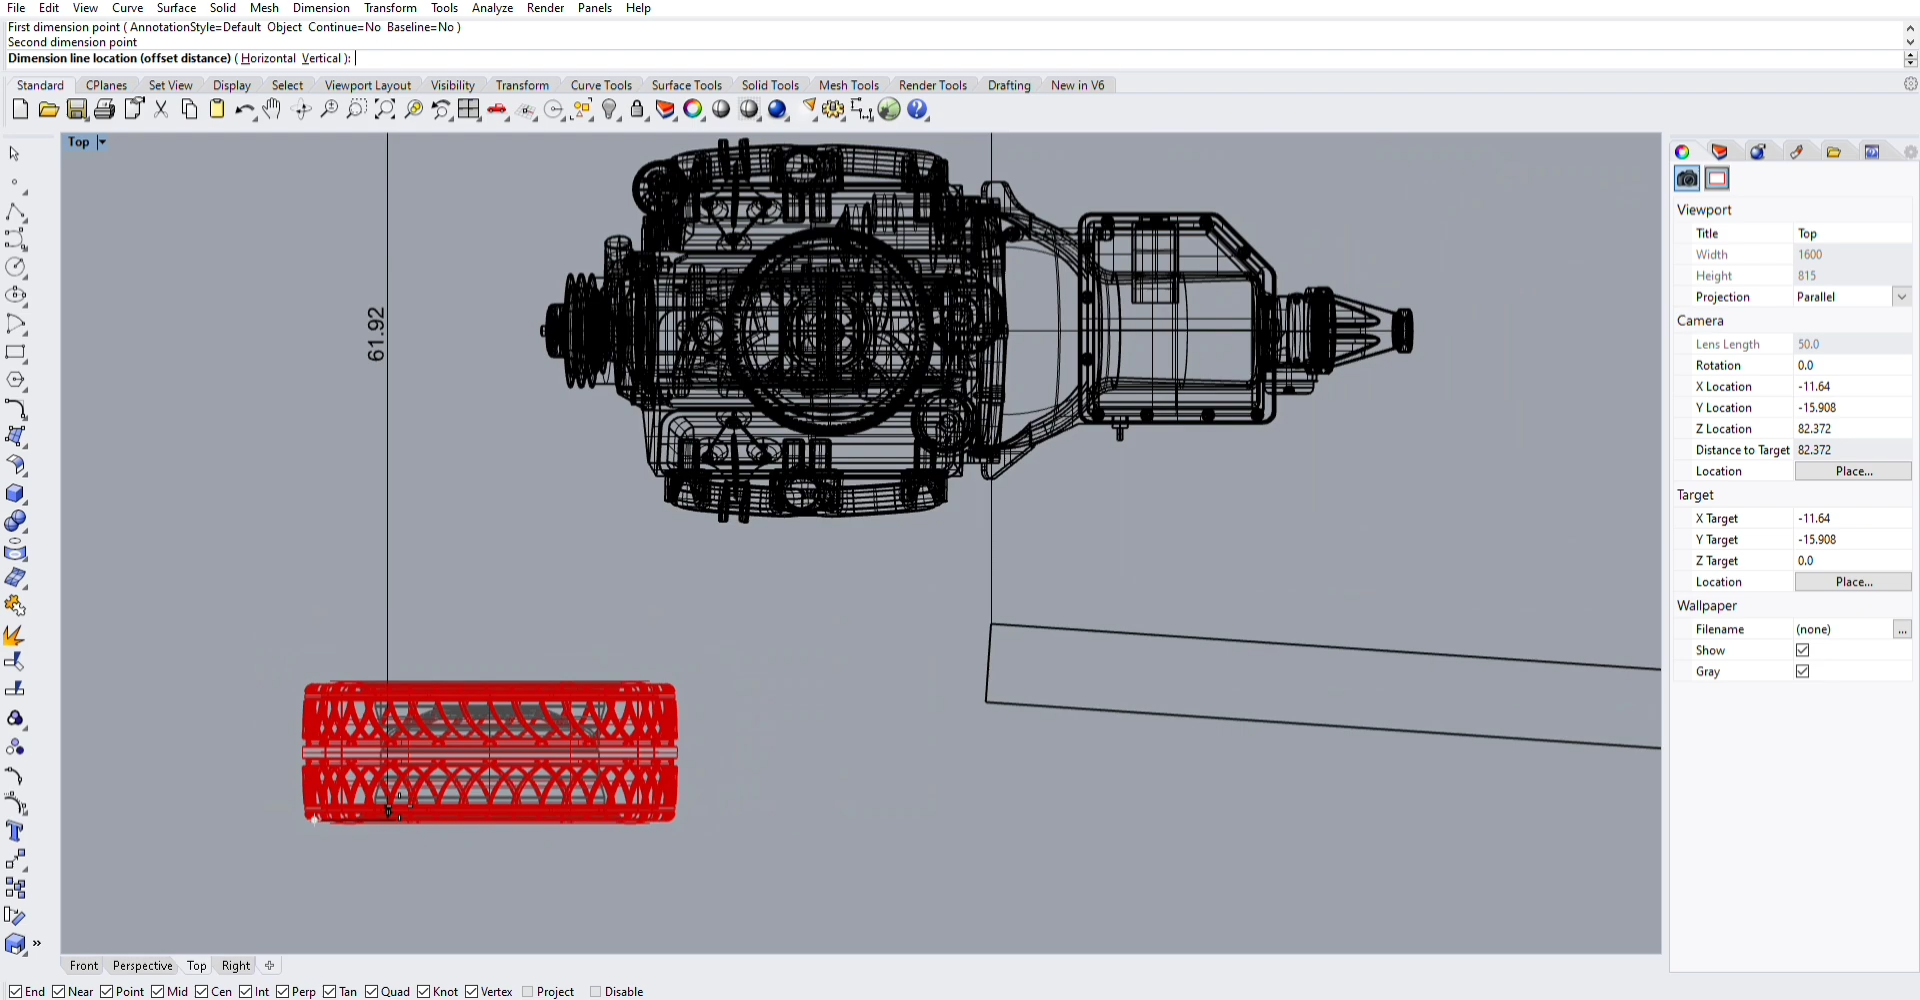 File Edit View Curve Surface Solid Mesh Dimension Transform Tools Analyze Render Panels Help
First dimension point ( AnnotationStyle=Default Object Continue=No Baseline=No )
Second dimension point
Dimension line location (offset distance) ( Horizontal Vertical ):
Standard CPlanes Set View Display Select Viewport Layout Visibility Transform Curve Tools Surface Tools Solid Tools Mesh Tools Render Tools Drafting New in V6
Top
61.92
Viewport
Title Top
Width 1600
Height 815
Projection Parallel
Camera
Lens Length 50.0
Rotation 0.0
X Location -11.64
Y Location -15.908
Z Location 82.372
Distance to Target 82.372
Location Place...
Target
X Target -11.64
Y Target -15.908
Z Target 0.0
Location Place...
Wallpaper
Filename (none) ...
Show
Gray
Front Perspective Top Right
End Near Point Mid Cen Int Perp Tan Quad Knot Vertex Project Disable